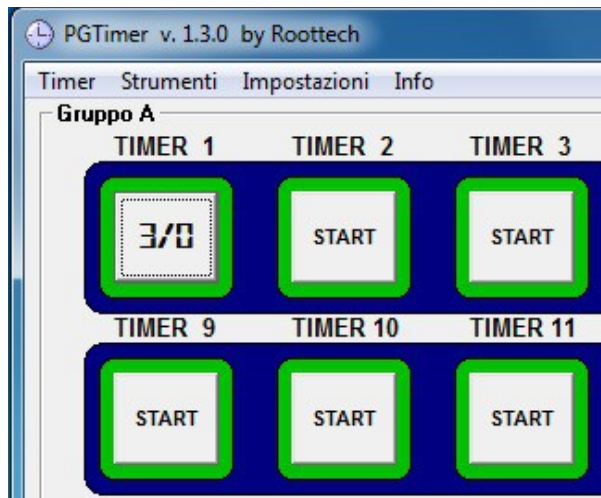 PGTimer v. 1.3.0 by Roottech
Timer Strumenti Impostazioni Info
Gruppo A
TIMER 1 TIMER 2 TIMER 3
3/0 START START
TIMER 9 TIMER 10 TIMER 11
START START START